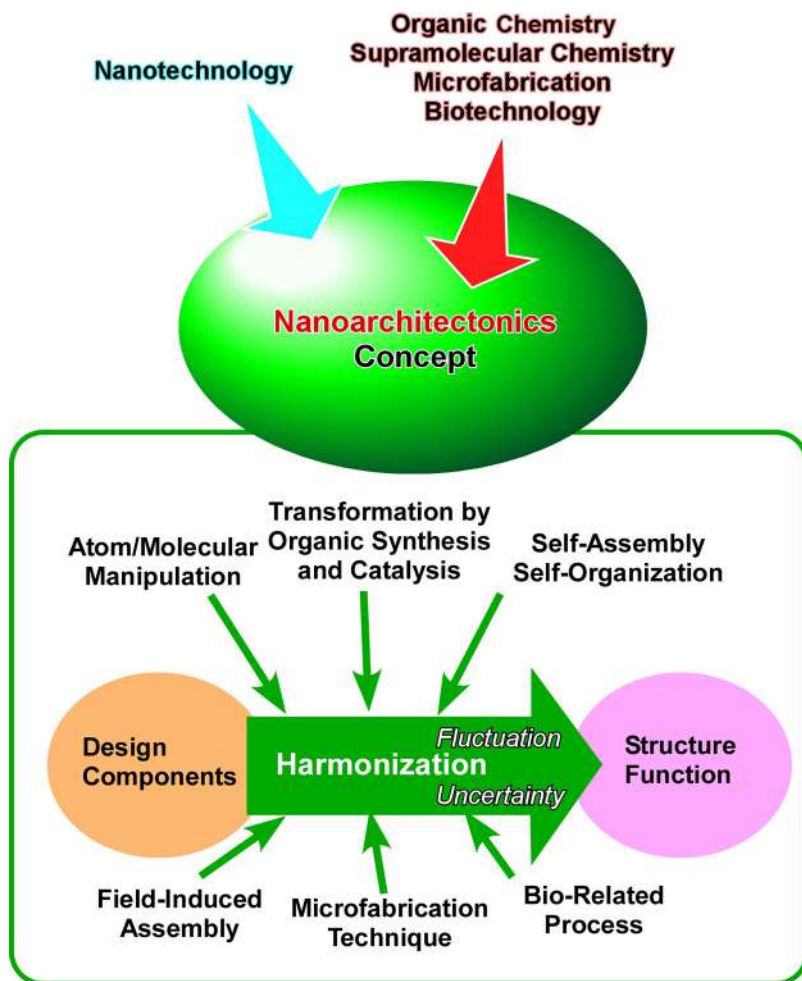 Nanotechnology
Organic Chemistry
Supramolecular Chemistry
Microfabrication
Biotechnology
Nanoarchitectonics
Concept
Atom/Molecular
Manipulation
Transformation by
Organic Synthesis
and Catalysis
Self-Assembly
Self-Organization
Design
Components
Harmonization
Fluctuation
Uncertainty
Structure
Function
Field-Induced
Assembly
Microfabrication
Technique
Bio-Related
Process